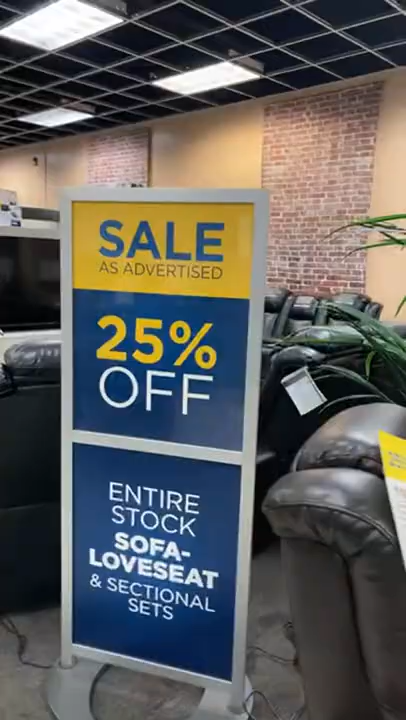 SALE
AS ADVERTISED
25%
OFF
ENTIRE
STOCK
SOFA-
LOVESEAT
& SECTIONAL
SETS